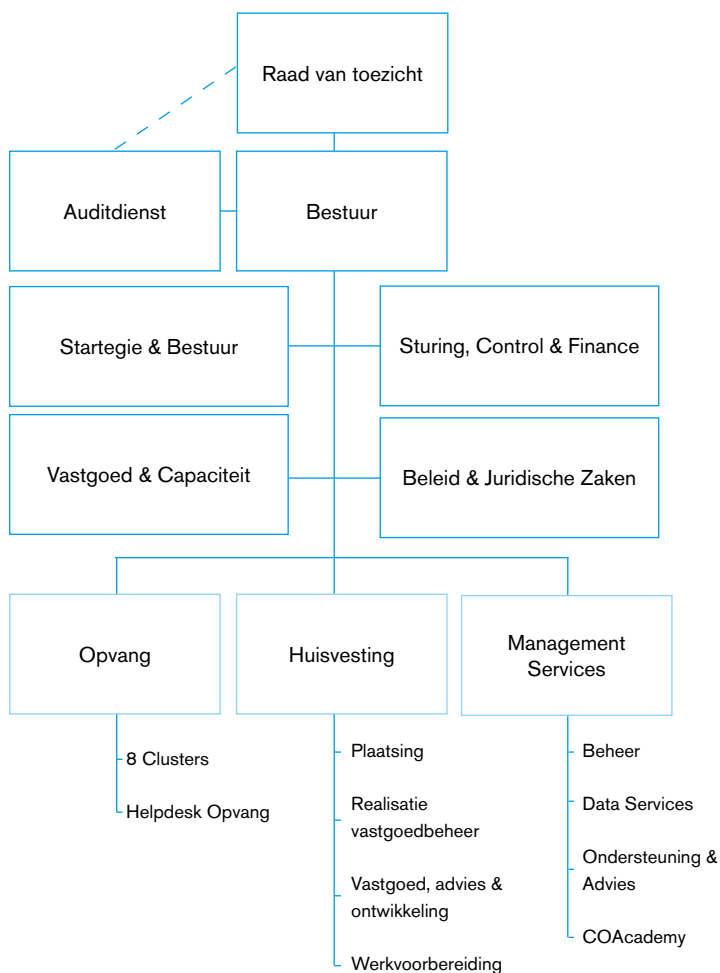 Raad van toezicht
Auditdienst
Bestuur
Startegie & Bestuur
Sturing, Control & Finance
Vastgoed & Capaciteit
Beleid & Juridische Zaken
Opvang
Huisvesting
Management
Services
8 Clusters
Helpdesk Opvang
Plaatsing
Realisatie
vastgoedbeheer
Vastgoed, advies &
ontwikkeling
Werkvoorbereiding
Beheer
Data Services
Ondersteuning &
Advies
COAcademy